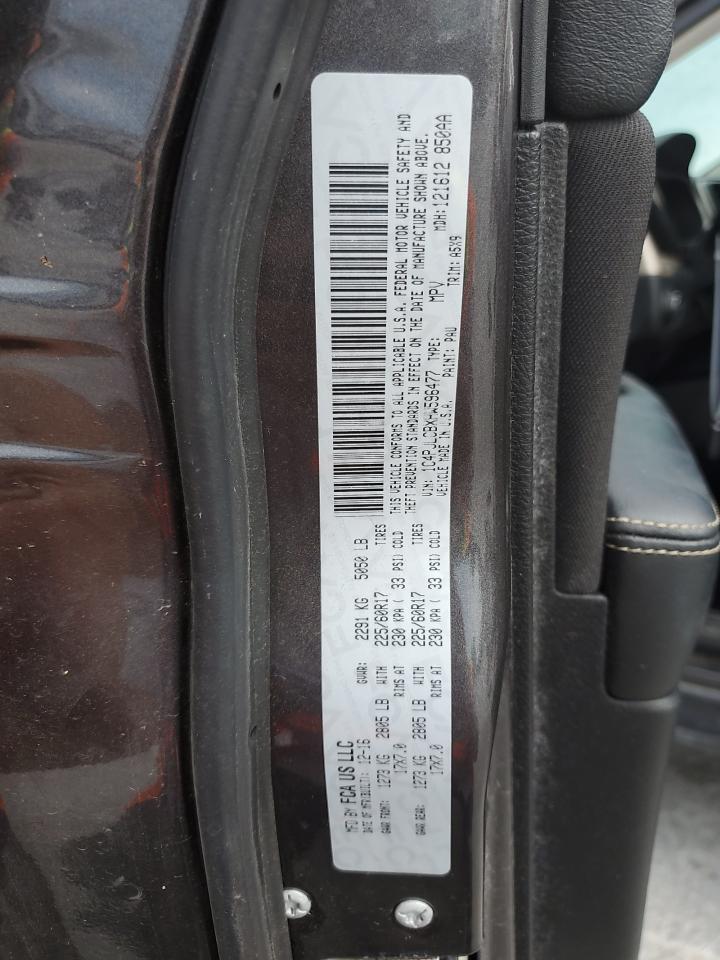 MFD BY FCA US LLC
DATE OF MFR(BUILT): 12-16 GVWR: 2291 KG 5050 LB
GAWR FRONT: 1273 KG 2805 LB WITH 225/60R17 TIRES
17X7.0 RIMS AT 230 KPA ( 33 PSI) COLD
GAWR REAR: 1273 KG 2805 LB WITH 225/60R17 TIRES
17X7.0 RIMS AT 230 KPA ( 33 PSI) COLD
THIS VEHICLE CONFORMS TO ALL APPLICABLE U.S.A. FEDERAL MOTOR VEHICLE SAFETY AND
THEFT PREVENTION STANDARDS IN EFFECT ON THE DATE OF MANUFACTURE SHOWN ABOVE.
VIN: TYPE: MPV MDH:121612 850AA
VEHICLE MADE IN U.S.A. PAINT: PAU TRIM: A5X9